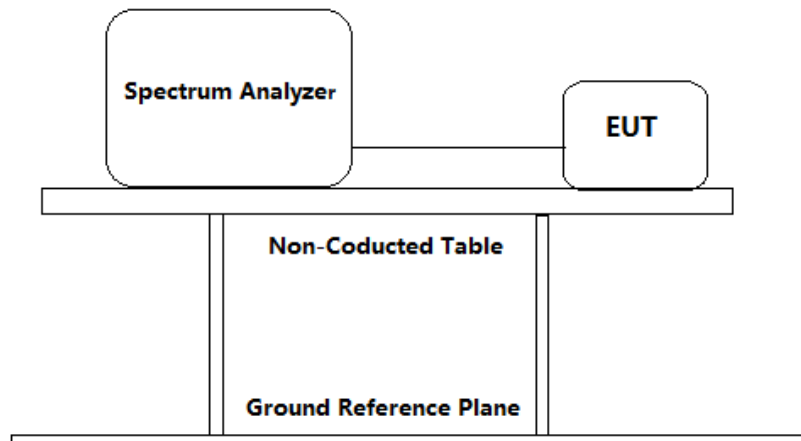 Spectrum Analyzer
EUT
Non-Coducted Table
Ground Reference Plane